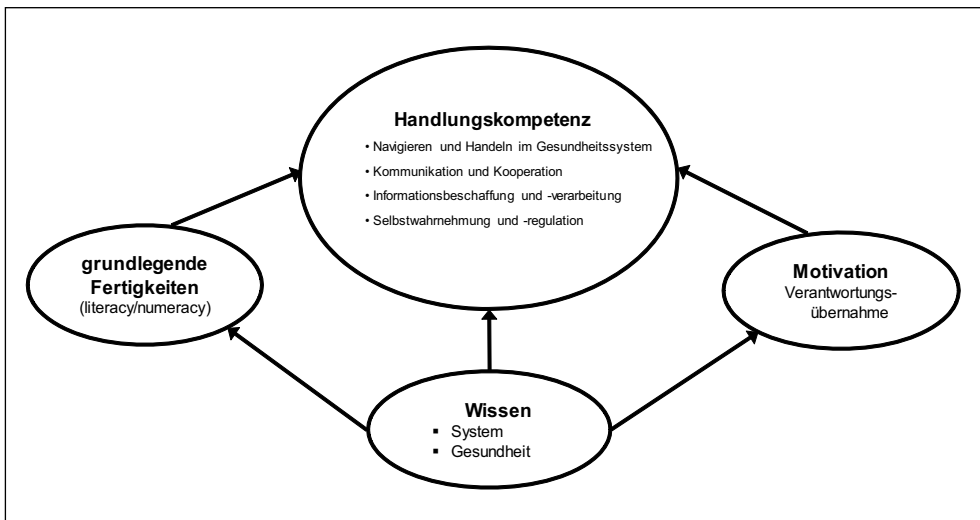 Handlungskompetenz
• Navigieren und Handeln im Gesundheitssystem
• Kommunikation und Kooperation
• Informationsbeschaffung und -verarbeitung
• Selbstwahrnehmung und -regulation
grundlegende
Fertigkeiten
(literacy/numeracy)
Motivation
Verantwortungs-
übernahme
Wissen
▪ System
▪ Gesundheit